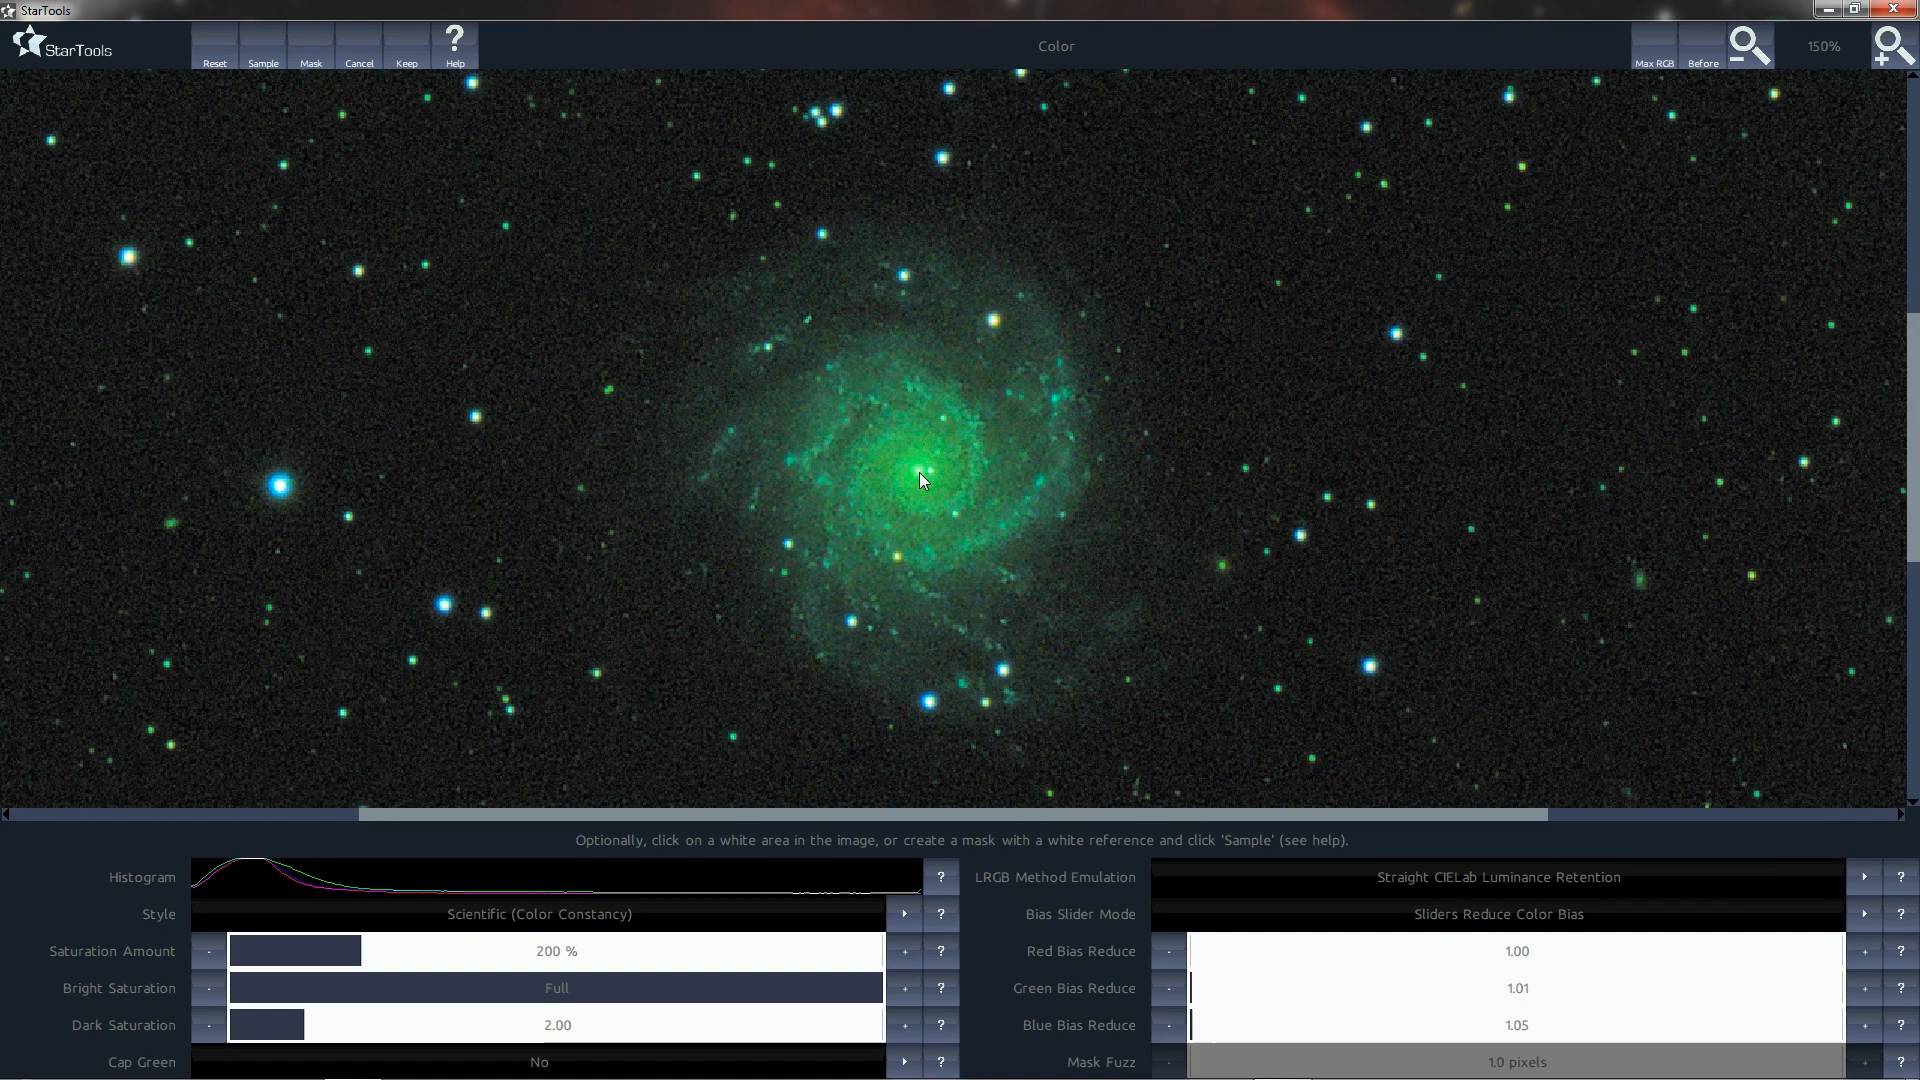 StarTools
StarTools
Reset Sample Mask Cancel Keep ? Help
Color
Max RGB Before 150%
Optionally, click on a white area in the image, or create a mask with a white reference and click 'Sample' (see help).
Histogram ? LRGB Method Emulation Straight CIELab Luminance Retention ?
Style Scientific (Color Constancy) ? Bias Slider Mode Sliders Reduce Color Bias ?
Saturation Amount - 200 % + ? Red Bias Reduce - 1.00 + ?
Bright Saturation - Full + ? Green Bias Reduce - 1.01 + ?
Dark Saturation - 2.00 + ? Blue Bias Reduce - 1.05 + ?
Cap Green No ? Mask Fuzz - 1.0 pixels + ?